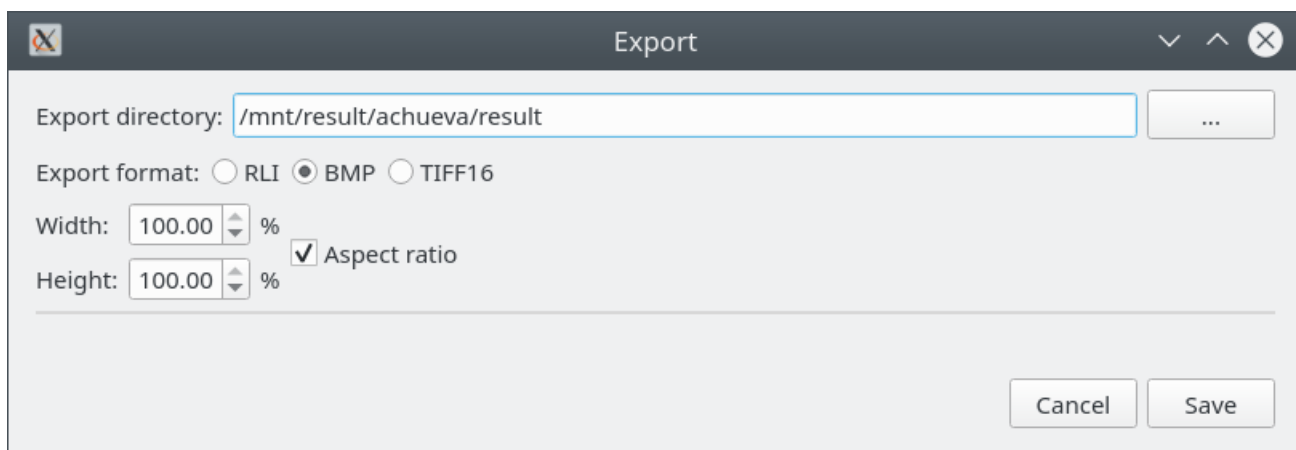 Export
Export directory: /mnt/result/achueva/result ...
Export format: RLI BMP TIFF16
Width: 100.00 %
Aspect ratio
Height: 100.00 %
Cancel Save